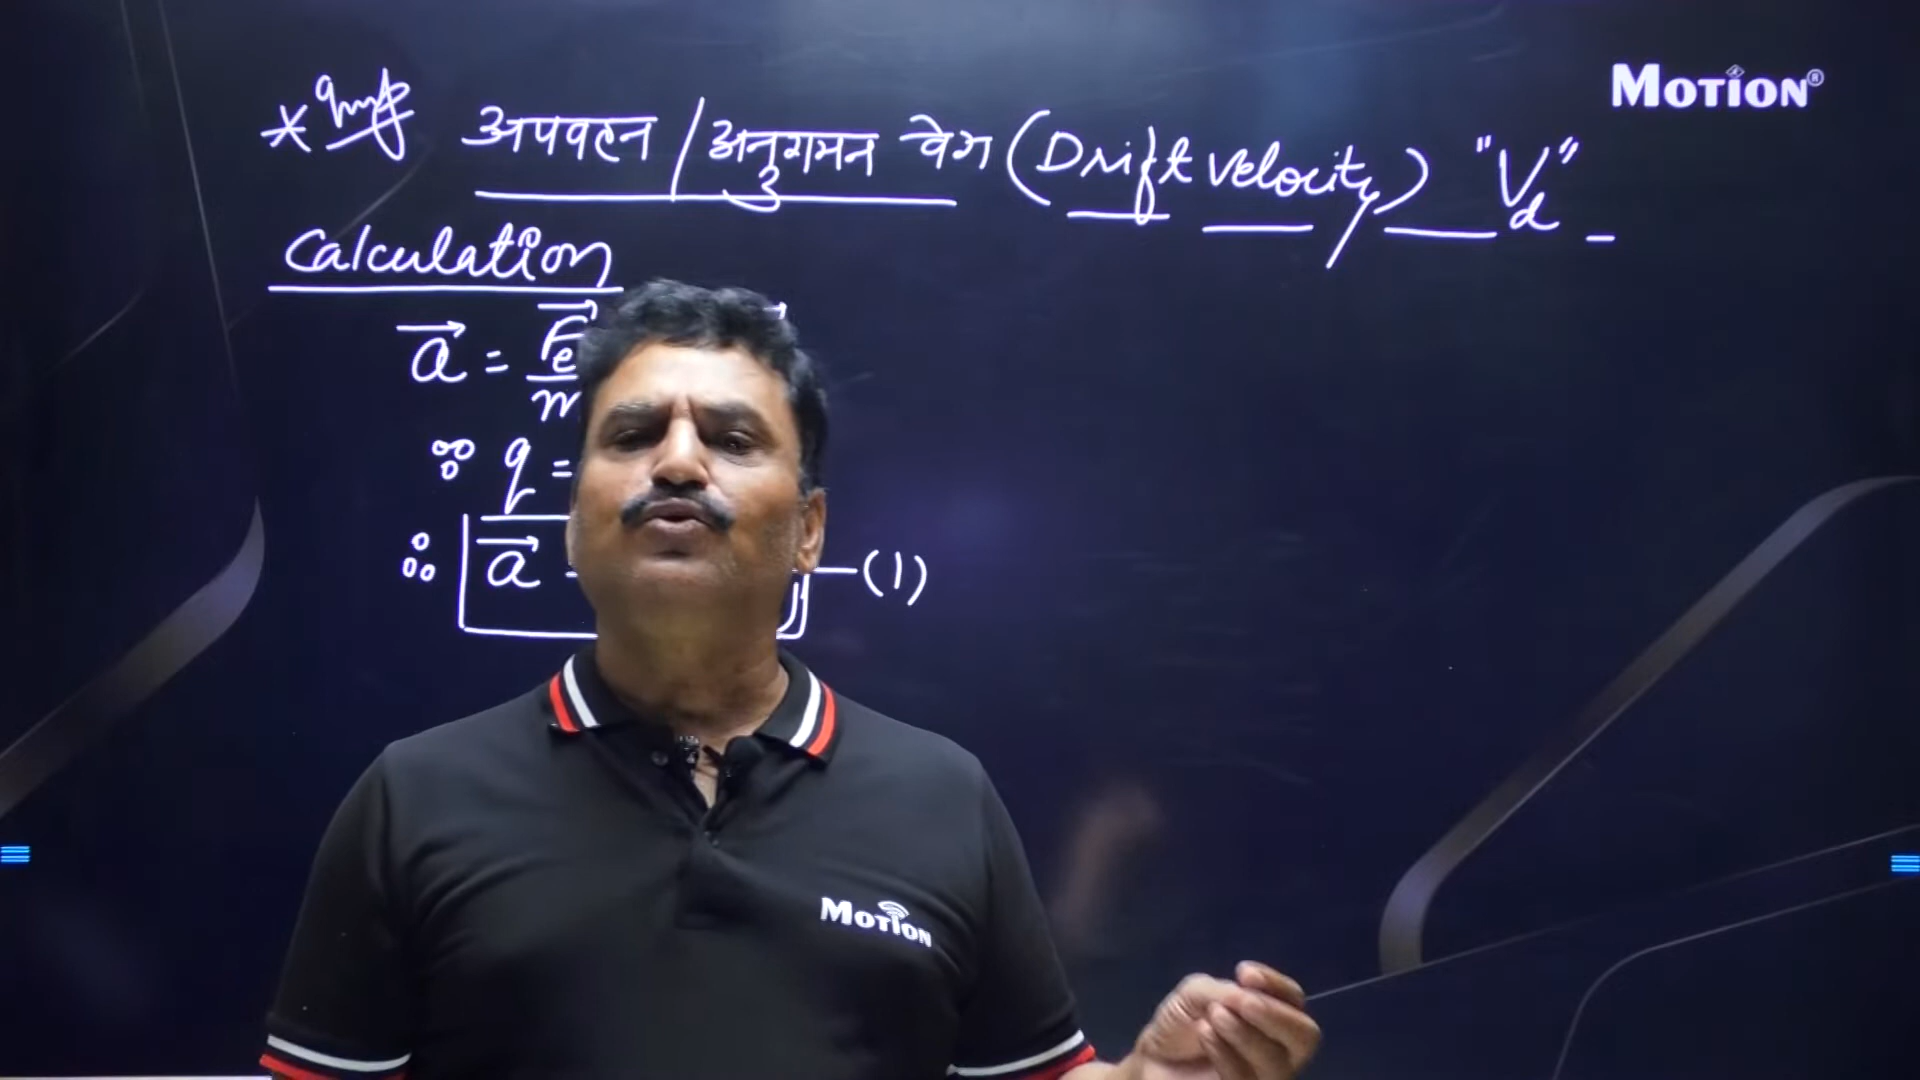 MOTION®
* Imp अपवहन / अनुगमन वेग (Drift Velocity) "Vd"
Calculation
a⃗ = F⃗e / m
∵ q =
∴ a⃗ — (1)
MOTION